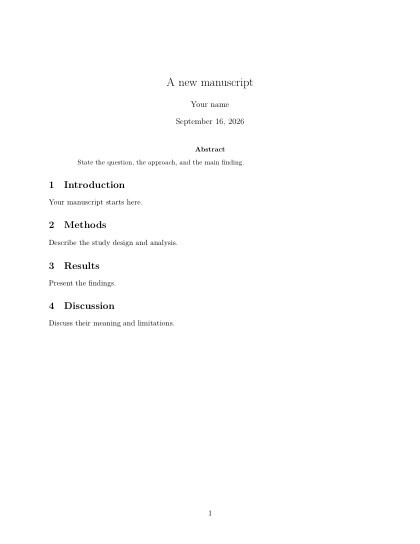 A new manuscript
Your name
September 16, 2026
Abstract
State the question, the approach, and the main finding.
1 Introduction
Your manuscript starts here.
2 Methods
Describe the study design and analysis.
3 Results
Present the findings.
4 Discussion
Discuss their meaning and limitations.
1